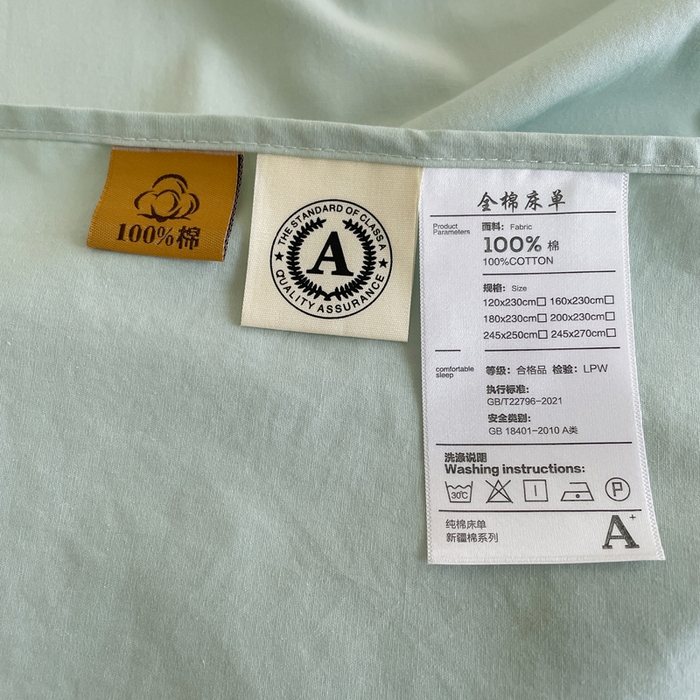 100%棉
THE STANDARD OF CLASS A
A
QUALITY ASSURANCE
全棉床单
Product Parameters
面料: Fabric
100% 棉
100%COTTON
规格: Size
120x230cm□ 160x230cm□
180x230cm□ 200x230cm□
245x250cm□ 245x270cm□
comfortable sleep
等级: 合格品 检验: LPW
执行标准:
GB/T22796-2021
安全类别:
GB 18401-2010 A类
洗涤说明
Washing instructions:
30℃
P
纯棉床单
新疆棉系列
A+